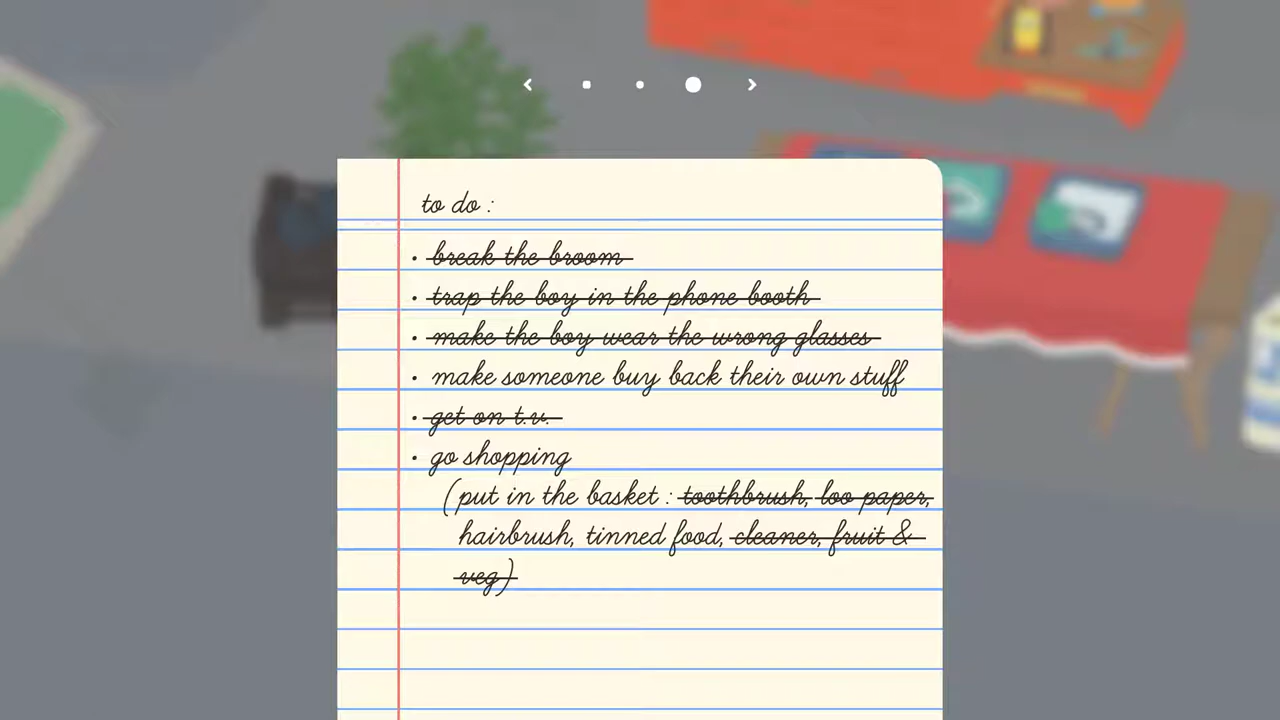 to do :
• break the broom
• trap the boy in the phone booth
• make the boy wear the wrong glasses
• make someone buy back their own stuff
• get on t.v.
• go shopping
(put in the basket : toothbrush, loo paper,
hairbrush, tinned food, cleaner, fruit &
veg)